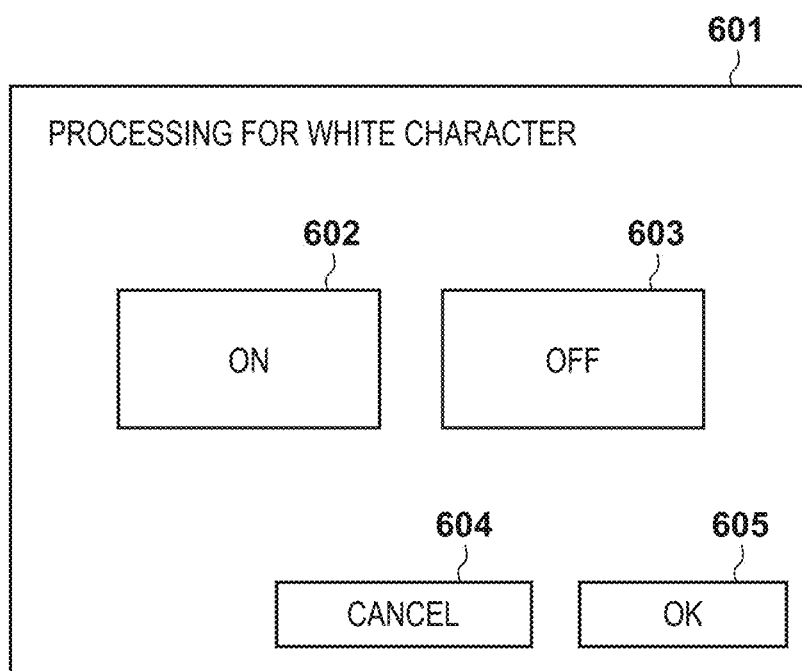 601
PROCESSING FOR WHITE CHARACTER
602 603
ON OFF
604 605
CANCEL OK